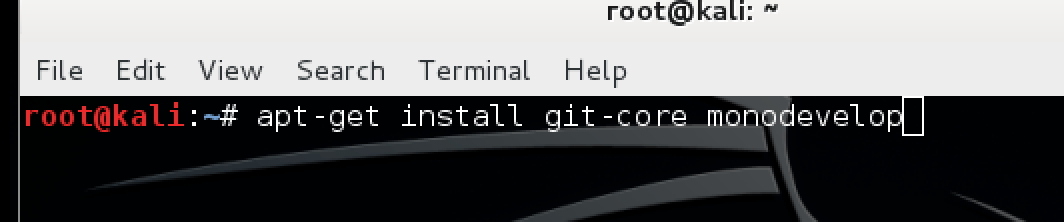 root@kali: ~
File Edit View Search Terminal Help
root@kali:~# apt-get install git-core monodevelop